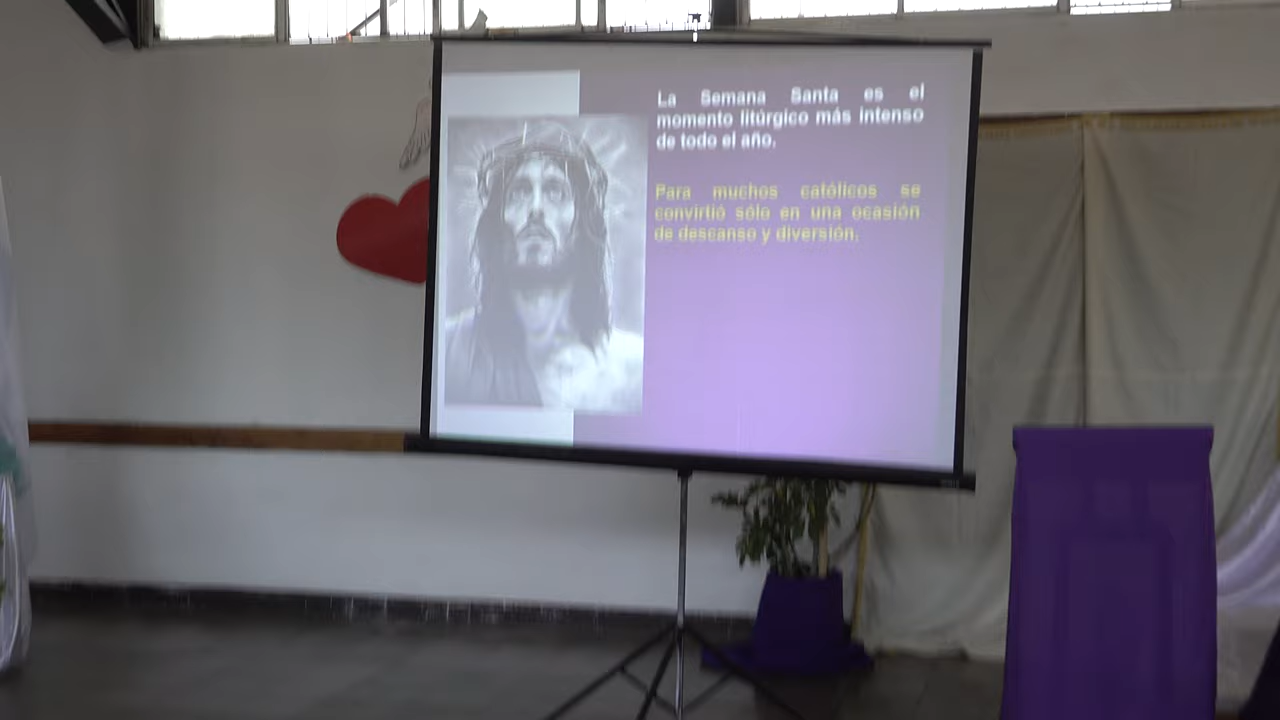 La Semana Santa es el
momento litúrgico más intenso
de todo el año.
Para muchos católicos se
convirtió sólo en una ocasión
de descanso y diversión.